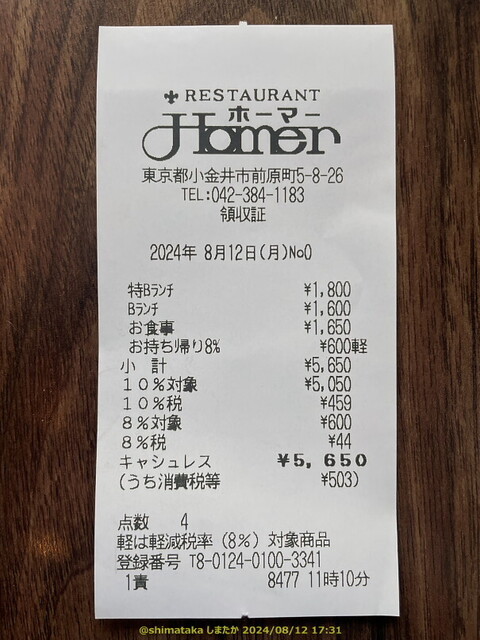 RESTAURANT
ホーマー
Homer
東京都小金井市前原町5-8-26
TEL:042-384-1183
領収証
2024年 8月12日(月)No0
特Bランチ ¥1,800
Bランチ ¥1,600
お食事 ¥1,650
お持ち帰り8% ¥600軽
小 計 ¥5,650
10%対象 ¥5,050
10%税 ¥459
8%対象 ¥600
8%税 ¥44
キャシュレス ¥5,650
(うち消費税等 ¥503)
点数 4
軽は軽減税率(8%)対象商品
登録番号 T8-0124-0100-3341
1責 8477 11時10分
@shimataka しまたか 2024/08/12 17:31